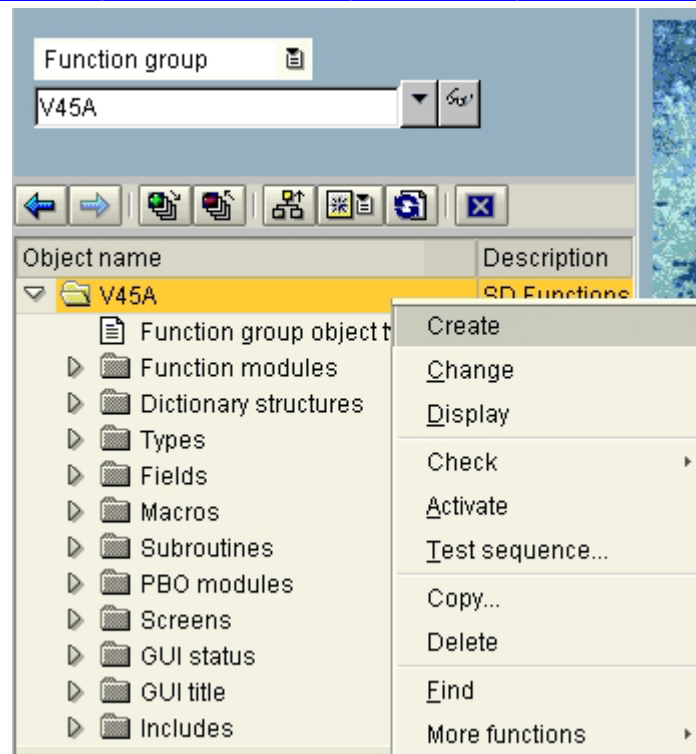 Function group
V45A
Object name Description
V45A SD Functions
Function group object t
Function modules
Dictionary structures
Types
Fields
Macros
Subroutines
PBO modules
Screens
GUI status
GUI title
Includes
Create
Change
Display
Check
Activate
Test sequence...
Copy...
Delete
Find
More functions